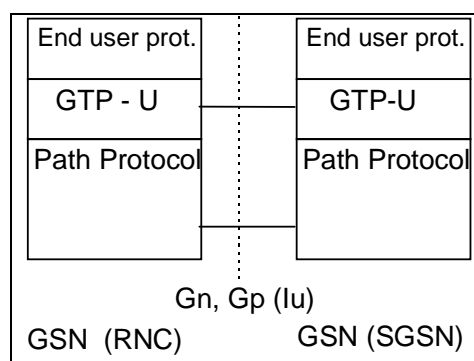 End user prot. End user prot.
GTP - U GTP-U
Path Protocol Path Protocol
Gn, Gp (Iu)
GSN (RNC) GSN (SGSN)